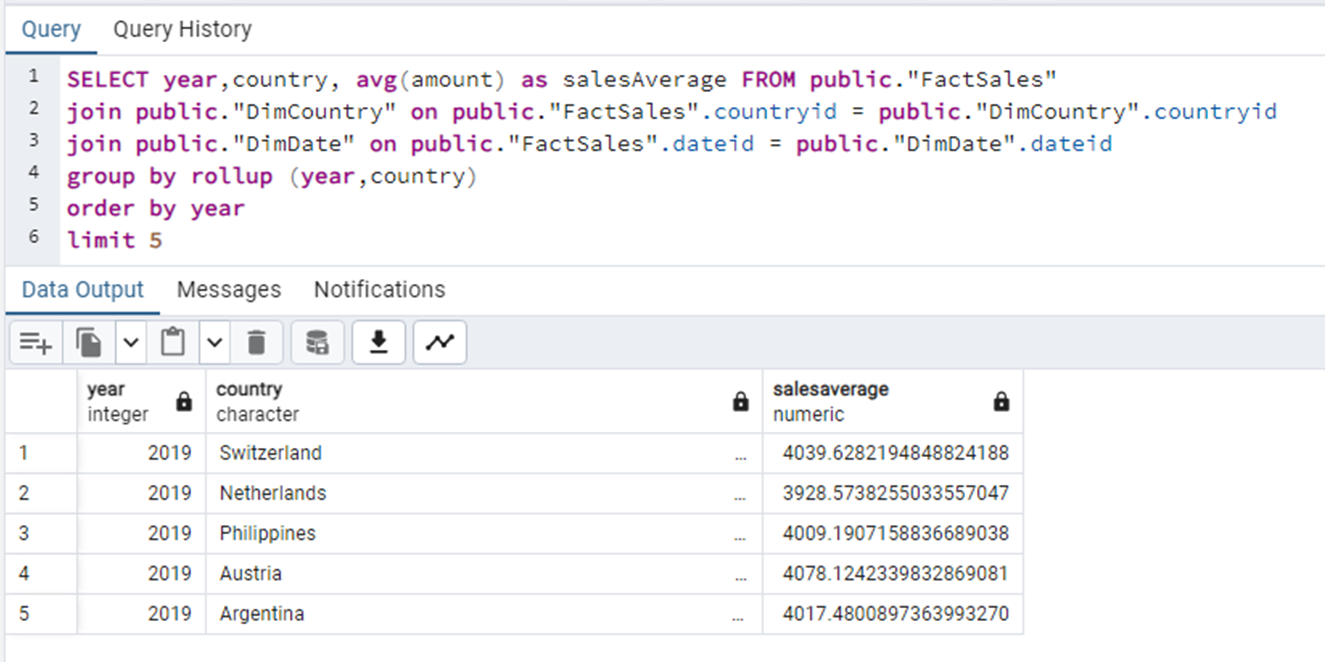 Query Query History
1 SELECT year,country, avg(amount) as salesAverage FROM public."FactSales"
2 join public."DimCountry" on public."FactSales".countryid = public."DimCountry".countryid
3 join public."DimDate" on public."FactSales".dateid = public."DimDate".dateid
4 group by rollup (year,country)
5 order by year
6 limit 5
Data Output Messages Notifications
year country salesaverage
integer character numeric
1 2019 Switzerland ... 4039.6282194848824188
2 2019 Netherlands ... 3928.5738255033557047
3 2019 Philippines ... 4009.1907158836689038
4 2019 Austria ... 4078.1242339832869081
5 2019 Argentina ... 4017.4800897363993270